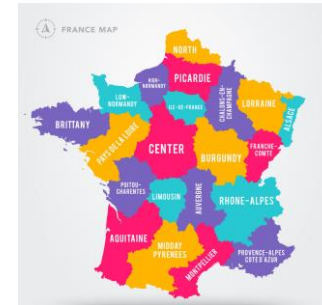 FRANCE MAP
NORTH
HIGH-
NORMANDY
PICARDIE
LOW-
NORMANDY
ILE-DE-FRANCE
CHALONS-EN-
CHAMPAGNE
LORRAINE
ALSACE
BRITTANY
PAYS DE LA LOIRE
CENTER
BURGUNDY
FRANCHE-
COMTE
POITOU-
CHARENTES
LIMOUSIN
AUVERGNE
RHONE-ALPES
AQUITAINE
MIDDAY
PYRENEES
MONTPELLIER
PROVENCE-ALPES
COTE D'AZUR